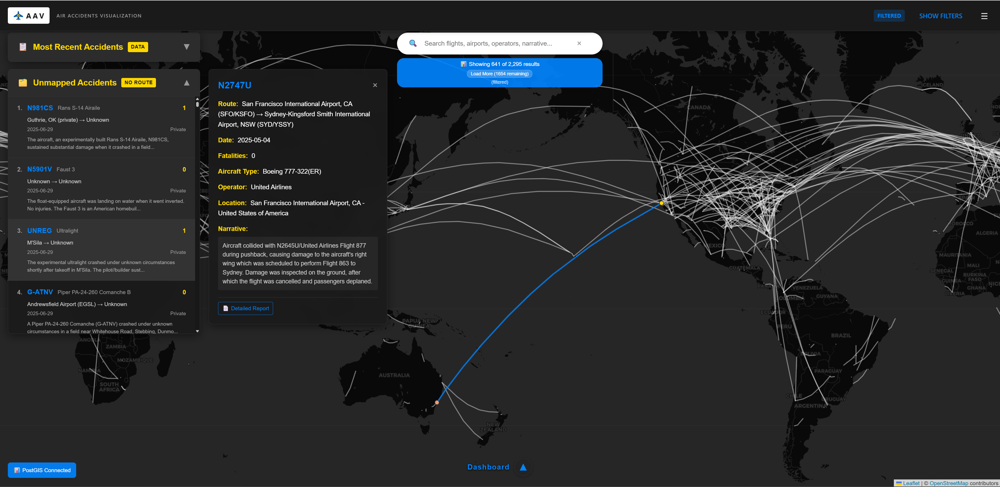 AAV
AIR ACCIDENTS VISUALIZATION
FILTERED
SHOW FILTERS
Most Recent Accidents
DATA
▼
Search flights, airports, operators, narrative...
×
Showing 641 of 2,295 results
Load More (1654 remaining)
(filtered)
Unmapped Accidents
NO ROUTE
▲
1. N981CS Rans S-14 Airaile 1
Guthrie, OK (private) → Unknown
2025-06-29 Private
The aircraft, an experimentally built Rans S-14 Airaile, N981CS,
sustained substantial damage when it crashed in a field...
2. N5901V Faust 3 0
Unknown → Unknown
2025-06-29 Private
The float-equipped aircraft was landing on water when it went inverted.
No injuries. The Faust 3 is an American homebuil...
3. UNREG Ultralight 1
M'Sila → Unknown
2025-06-29 Private
The experimental ultralight crashed under unknown circumstances
shortly after takeoff in M'Sila. The pilot//builder sust...
4. G-ATNV Piper PA-24-260 Comanche B 0
Andrewsfield Airport (EGSL) → Unknown
2025-06-29 Private
A Piper PA-24-260 Comanche (G-ATNV) crashed under unknown
circumstances in a field near Whitehouse Road, Stebbing, Dunmo...
N2747U ×
Route: San Francisco International Airport, CA
(SFO/KSFO) → Sydney-Kingsford Smith International
Airport, NSW (SYD/YSSY)
Date: 2025-05-04
Fatalities: 0
Aircraft Type: Boeing 777-322(ER)
Operator: United Airlines
Location: San Francisco International Airport, CA -
United States of America
Narrative:
Aircraft collided with N2645U/United Airlines Flight 877
during pushback, causing damage to the aircraft's right
wing which was scheduled to perform Flight 863 to
Sydney. Damage was inspected on the ground, after
which the flight was cancelled and passengers deplaned.
Detailed Report
ICELAND
CANADA
UNITED
SPAIN
MOROCCO
ALGERIA
MEXICO
CUBA
MAURITANIA
GUATEMALA
MALI
SENEGAL
BURKINA
FASO
GUINEA
GHANA
LIBERIA
PANAMA
VENEZUELA
GUYANA
COLOMBIA
ECUADOR
PERU
BRAZIL
BOLIVIA
PARAGUAY
CHILE
URUGUAY
ARGENTINA
PAPUA NEW
GUINEA
AUSTRALIA
NEW
ZEALAND
ANGOLA
ZAMBIA
MOZAMBIQUE
NAMIBIA
SOUTH
AFRICA
PostGIS Connected
Dashboard ▲
Leaflet | © OpenStreetMap contributors